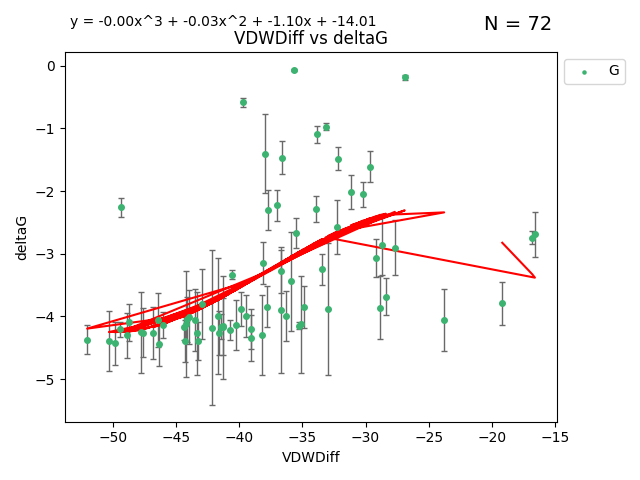 y = -0.00x^3 + -0.03x^2 + -1.10x + -14.01
N = 72
VDWDiff vs deltaG
G
0
−1
−2
−3
−4
−5
deltaG
−50
−45
−40
−35
−30
−25
−20
−15
VDWDiff